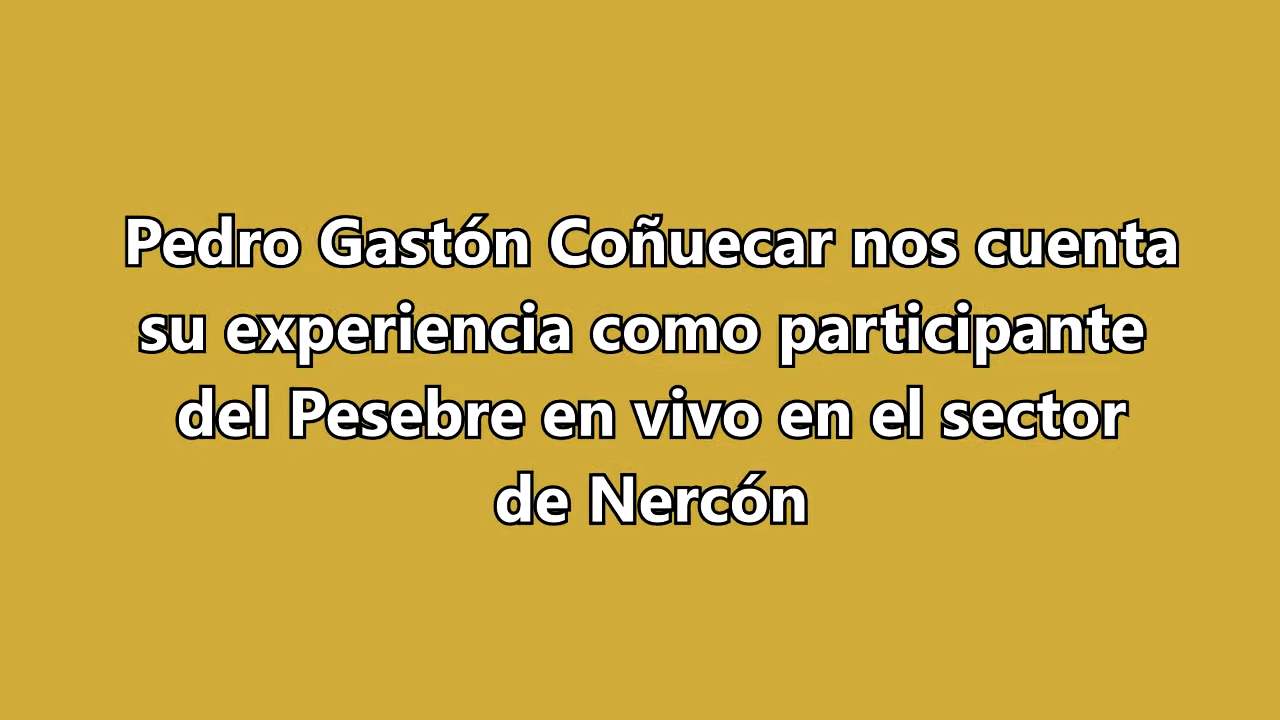 Pedro Gastón Coñuecar nos cuenta
su experiencia como participante
del Pesebre en vivo en el sector
de Nercón